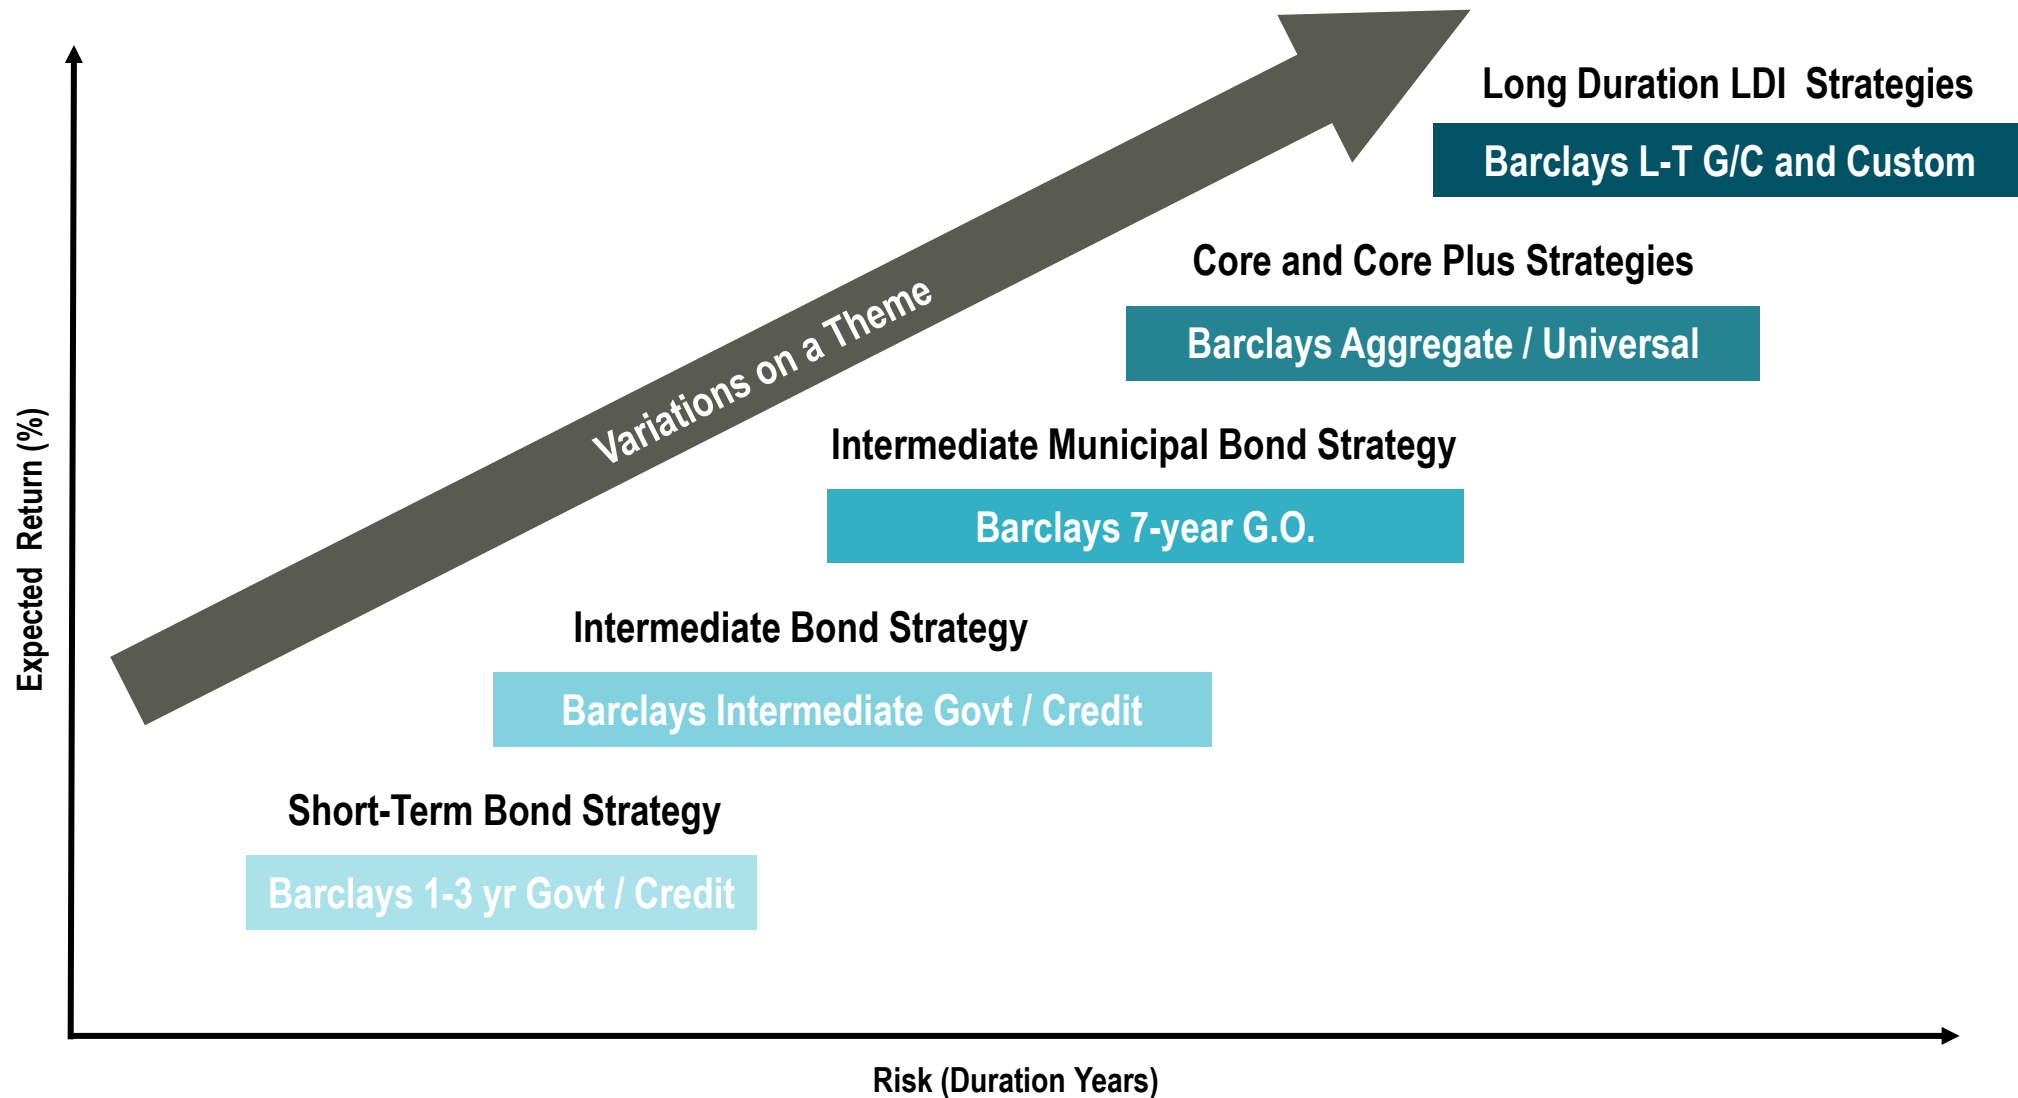 Long Duration LDI  Strategies
Barclays L-T G/C and Custom
Core and Core Plus Strategies
Barclays Aggregate / Universal
Variations on a Theme
Intermediate Municipal Bond Strategy
Barclays 7-year G.O.
Intermediate Bond Strategy
Barclays Intermediate Govt / Credit
Short-Term Bond Strategy
Barclays 1-3 yr Govt / Credit
Expected  Return (%)
Risk (Duration Years)